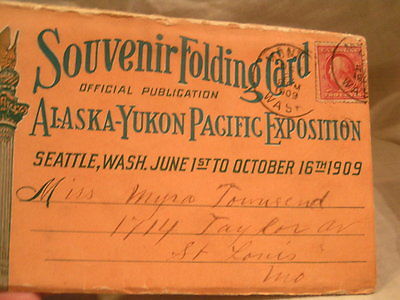 Souvenir Folding Card
OFFICIAL PUBLICATION
ALASKA-YUKON PACIFIC EXPOSITION
SEATTLE, WASH. JUNE 1ST TO OCTOBER 16TH 1909
Miss Myra Townsend
1714 Taylor av
St Louis
Mo
WASH